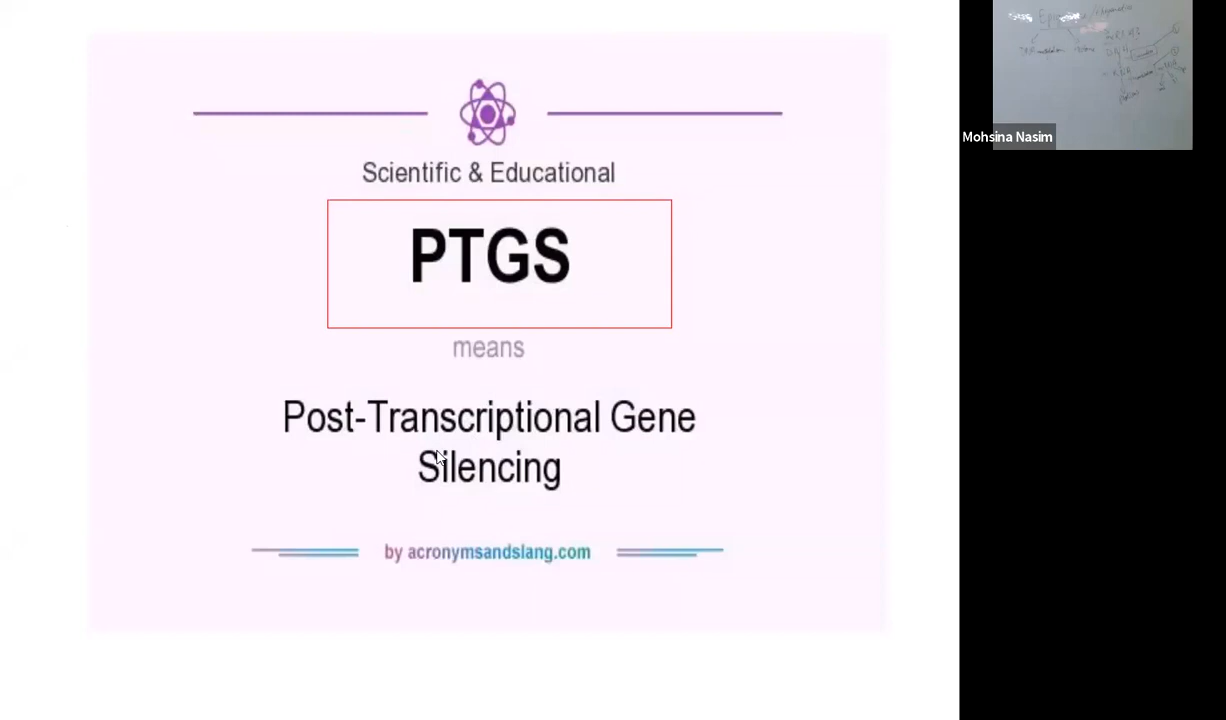 Scientific & Educational
PTGS
means
Post-Transcriptional Gene
Silencing
by acronymsandslang.com
Mohsina Nasim